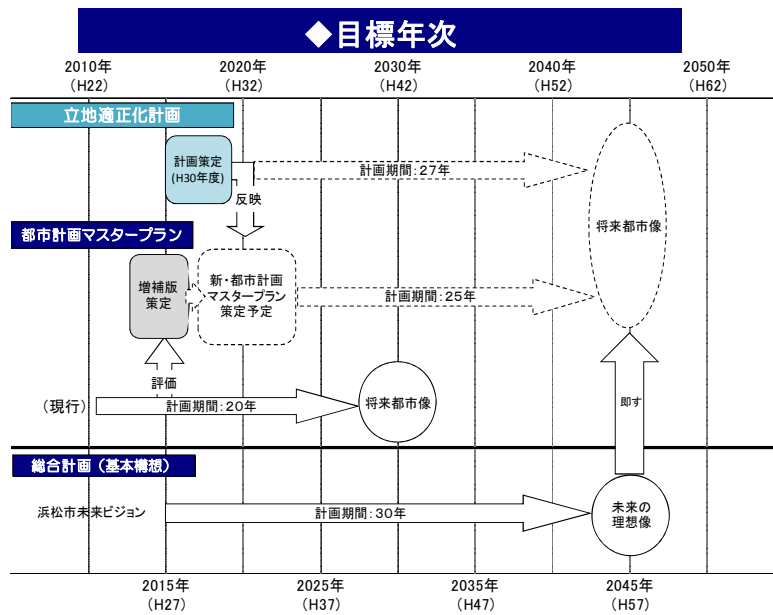 ◆目標年次
2010年
(H22)
2020年
(H32)
2030年
(H42)
2040年
(H52)
2050年
(H62)
立地適正化計画
計画策定
(H30年度)
計画期間：27年
反映
将来都市像
都市計画マスタープラン
増補版
策定
新・都市計画
マスタープラン
策定予定
計画期間：25年
評価
(現行)
計画期間：20年
将来都市像
即す
総合計画（基本構想）
浜松市未来ビジョン
計画期間：30年
未来の
理想像
2015年
(H27)
2025年
(H37)
2035年
(H47)
2045年
(H57)